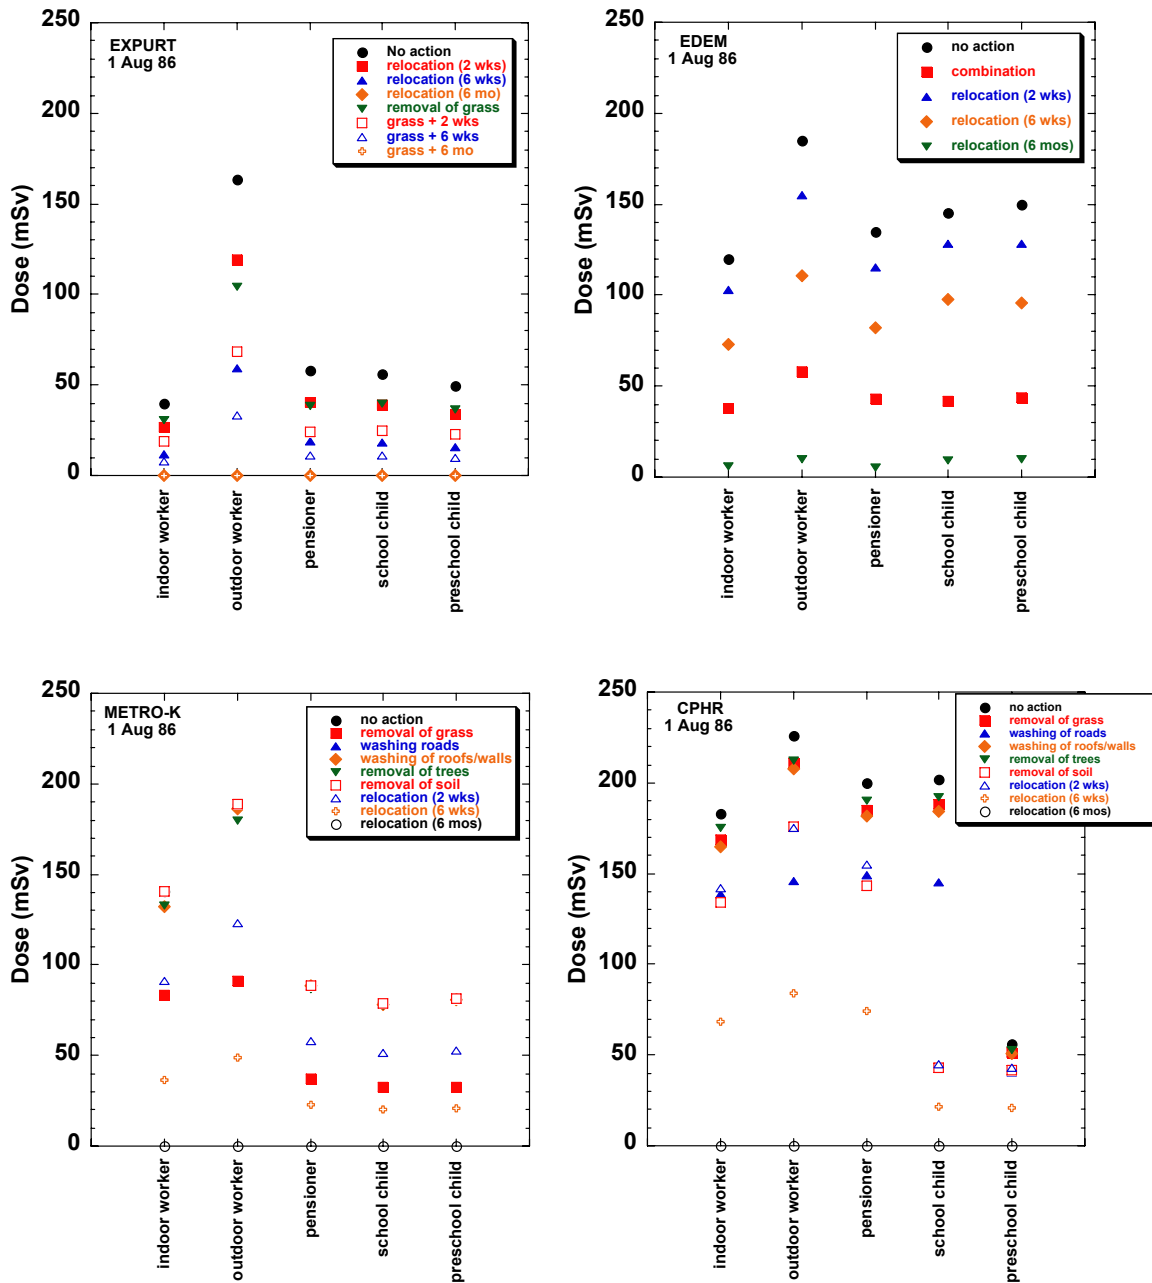 EXPURT
1 Aug 86
No action
relocation (2 wks)
relocation (6 wks)
relocation (6 mo)
removal of grass
grass + 2 wks
grass + 6 wks
grass + 6 mo
250
200
150
100
50
0
Dose (mSv)
indoor worker
outdoor worker
pensioner
school child
preschool child
EDEM
1 Aug 86
no action
combination
relocation (2 wks)
relocation (6 wks)
relocation (6 mos)
250
200
150
100
50
0
Dose (mSv)
indoor worker
outdoor worker
pensioner
school child
preschool child
METRO-K
1 Aug 86
no action
removal of grass
washing roads
washing of roofs/walls
removal of trees
removal of soil
relocation (2 wks)
relocation (6 wks)
relocation (6 mos)
250
200
150
100
50
0
Dose (mSv)
indoor worker
outdoor worker
pensioner
school child
preschool child
CPHR
1 Aug 86
no action
removal of grass
washing of roads
washing of roofs/walls
removal of trees
removal of soil
relocation (2 wks)
relocation (6 wks)
relocation (6 mos)
250
200
150
100
50
0
Dose (mSv)
indoor worker
outdoor worker
pensioner
school child
preschool child